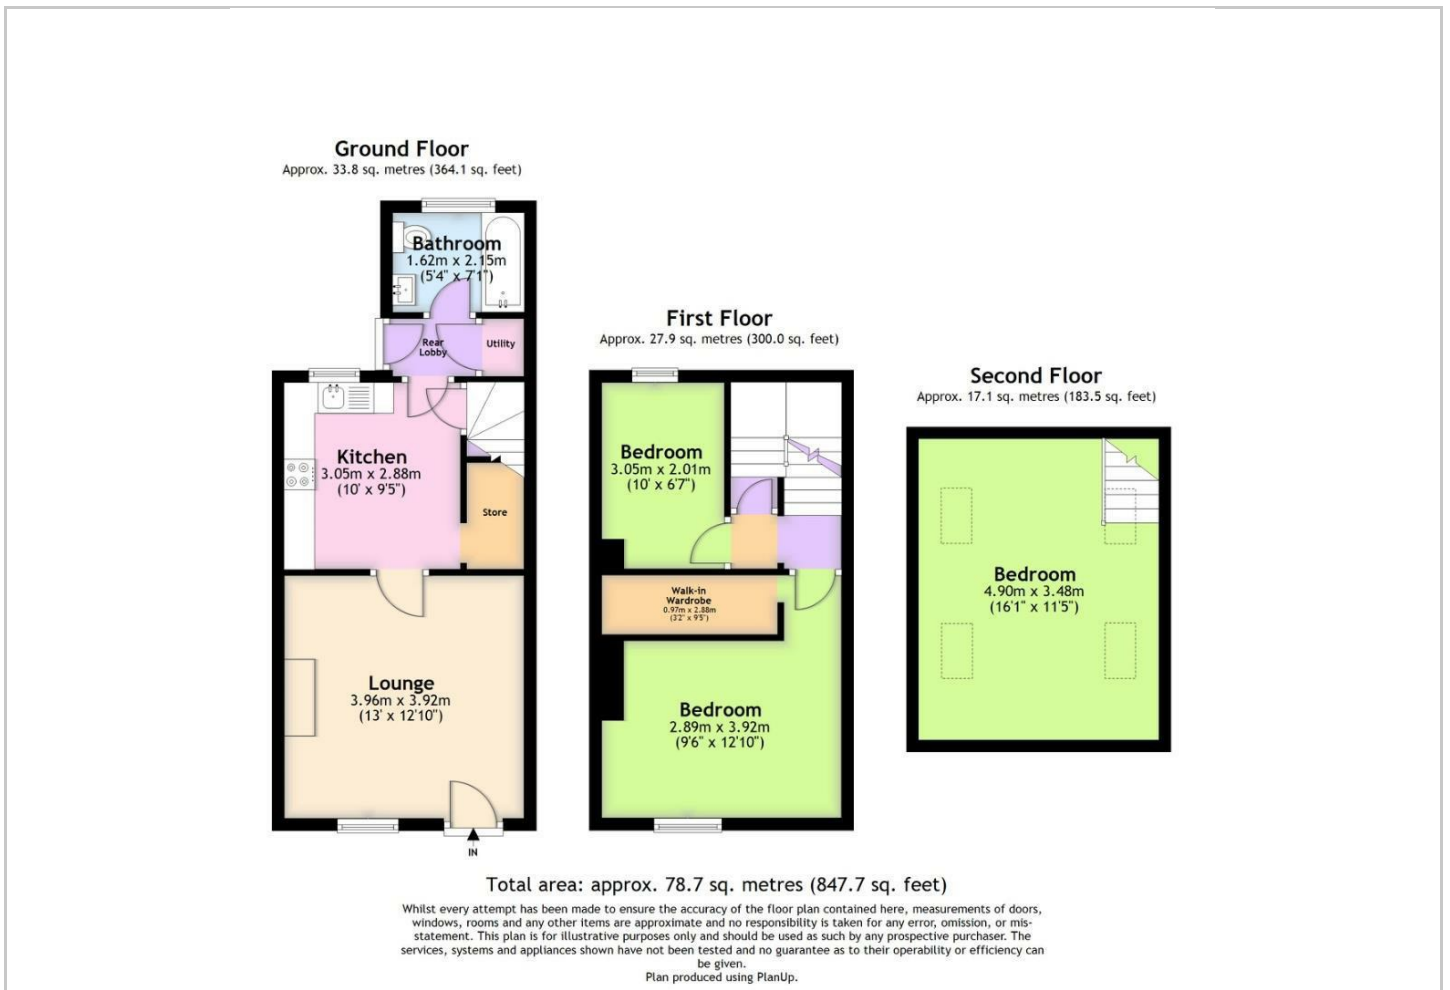 Ground Floor
Approx. 33.8 sq. metres (364.1 sq. feet)
Bathroom
1.62m x 2.15m
(5'4" x 7'1")
Rear
Lobby
Utility
Kitchen
3.05m x 2.88m
(10' x 9'5")
Store
Lounge
3.96m x 3.92m
(13' x 12'10")
IN
First Floor
Approx. 27.9 sq. metres (300.0 sq. feet)
Bedroom
3.05m x 2.01m
(10' x 6'7")
Walk-in
Wardrobe
0.97m x 2.88m
(3'2" x 9'5")
Bedroom
2.89m x 3.92m
(9'6" x 12'10")
Second Floor
Approx. 17.1 sq. metres (183.5 sq. feet)
Bedroom
4.90m x 3.48m
(16'1" x 11'5")
Total area: approx. 78.7 sq. metres (847.7 sq. feet)
Whilst every attempt has been made to ensure the accuracy of the floor plan contained here, measurements of doors,
windows, rooms and any other items are approximate and no responsibility is taken for any error, omission, or mis-
statement. This plan is for illustrative purposes only and should be used as such by any prospective purchaser. The
services, systems and appliances shown have not been tested and no guarantee as to their operability or efficiency can
be given.
Plan produced using PlanUp.